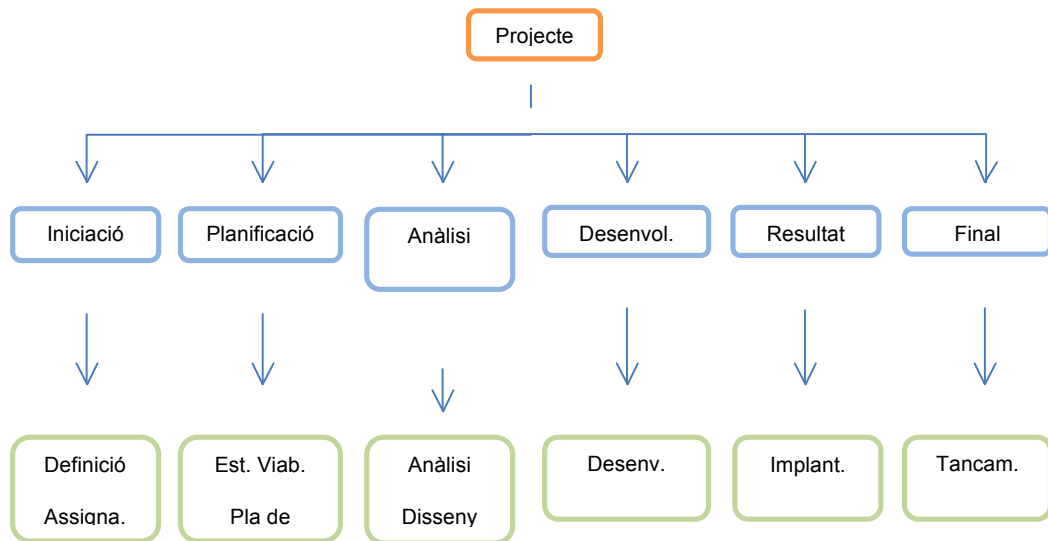 Projecte
Iniciació
Planificació
Anàlisi
Desenvol.
Resultat
Final
Definició
Assigna.
Est. Viab.
Pla de
Anàlisi
Disseny
Desenv.
Implant.
Tancam.